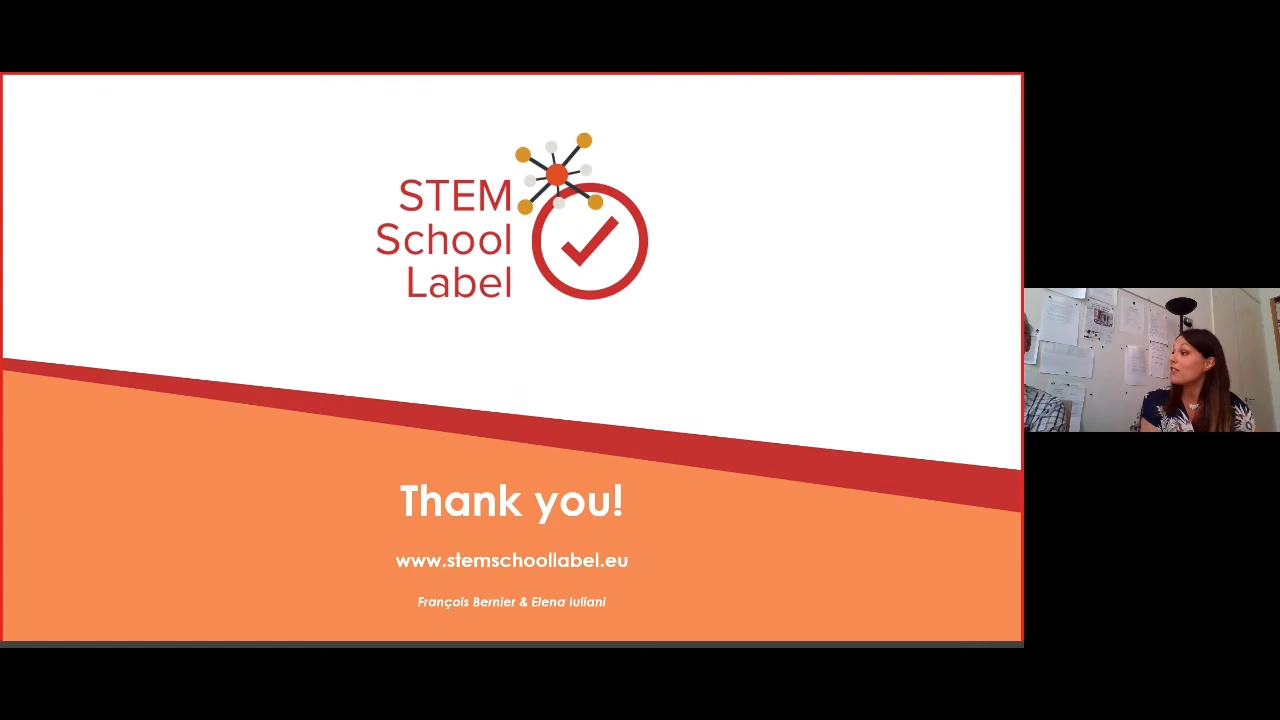 STEM
School
Label
Thank you!
www.stemschoollabel.eu
François Bernier & Elena Iuliani